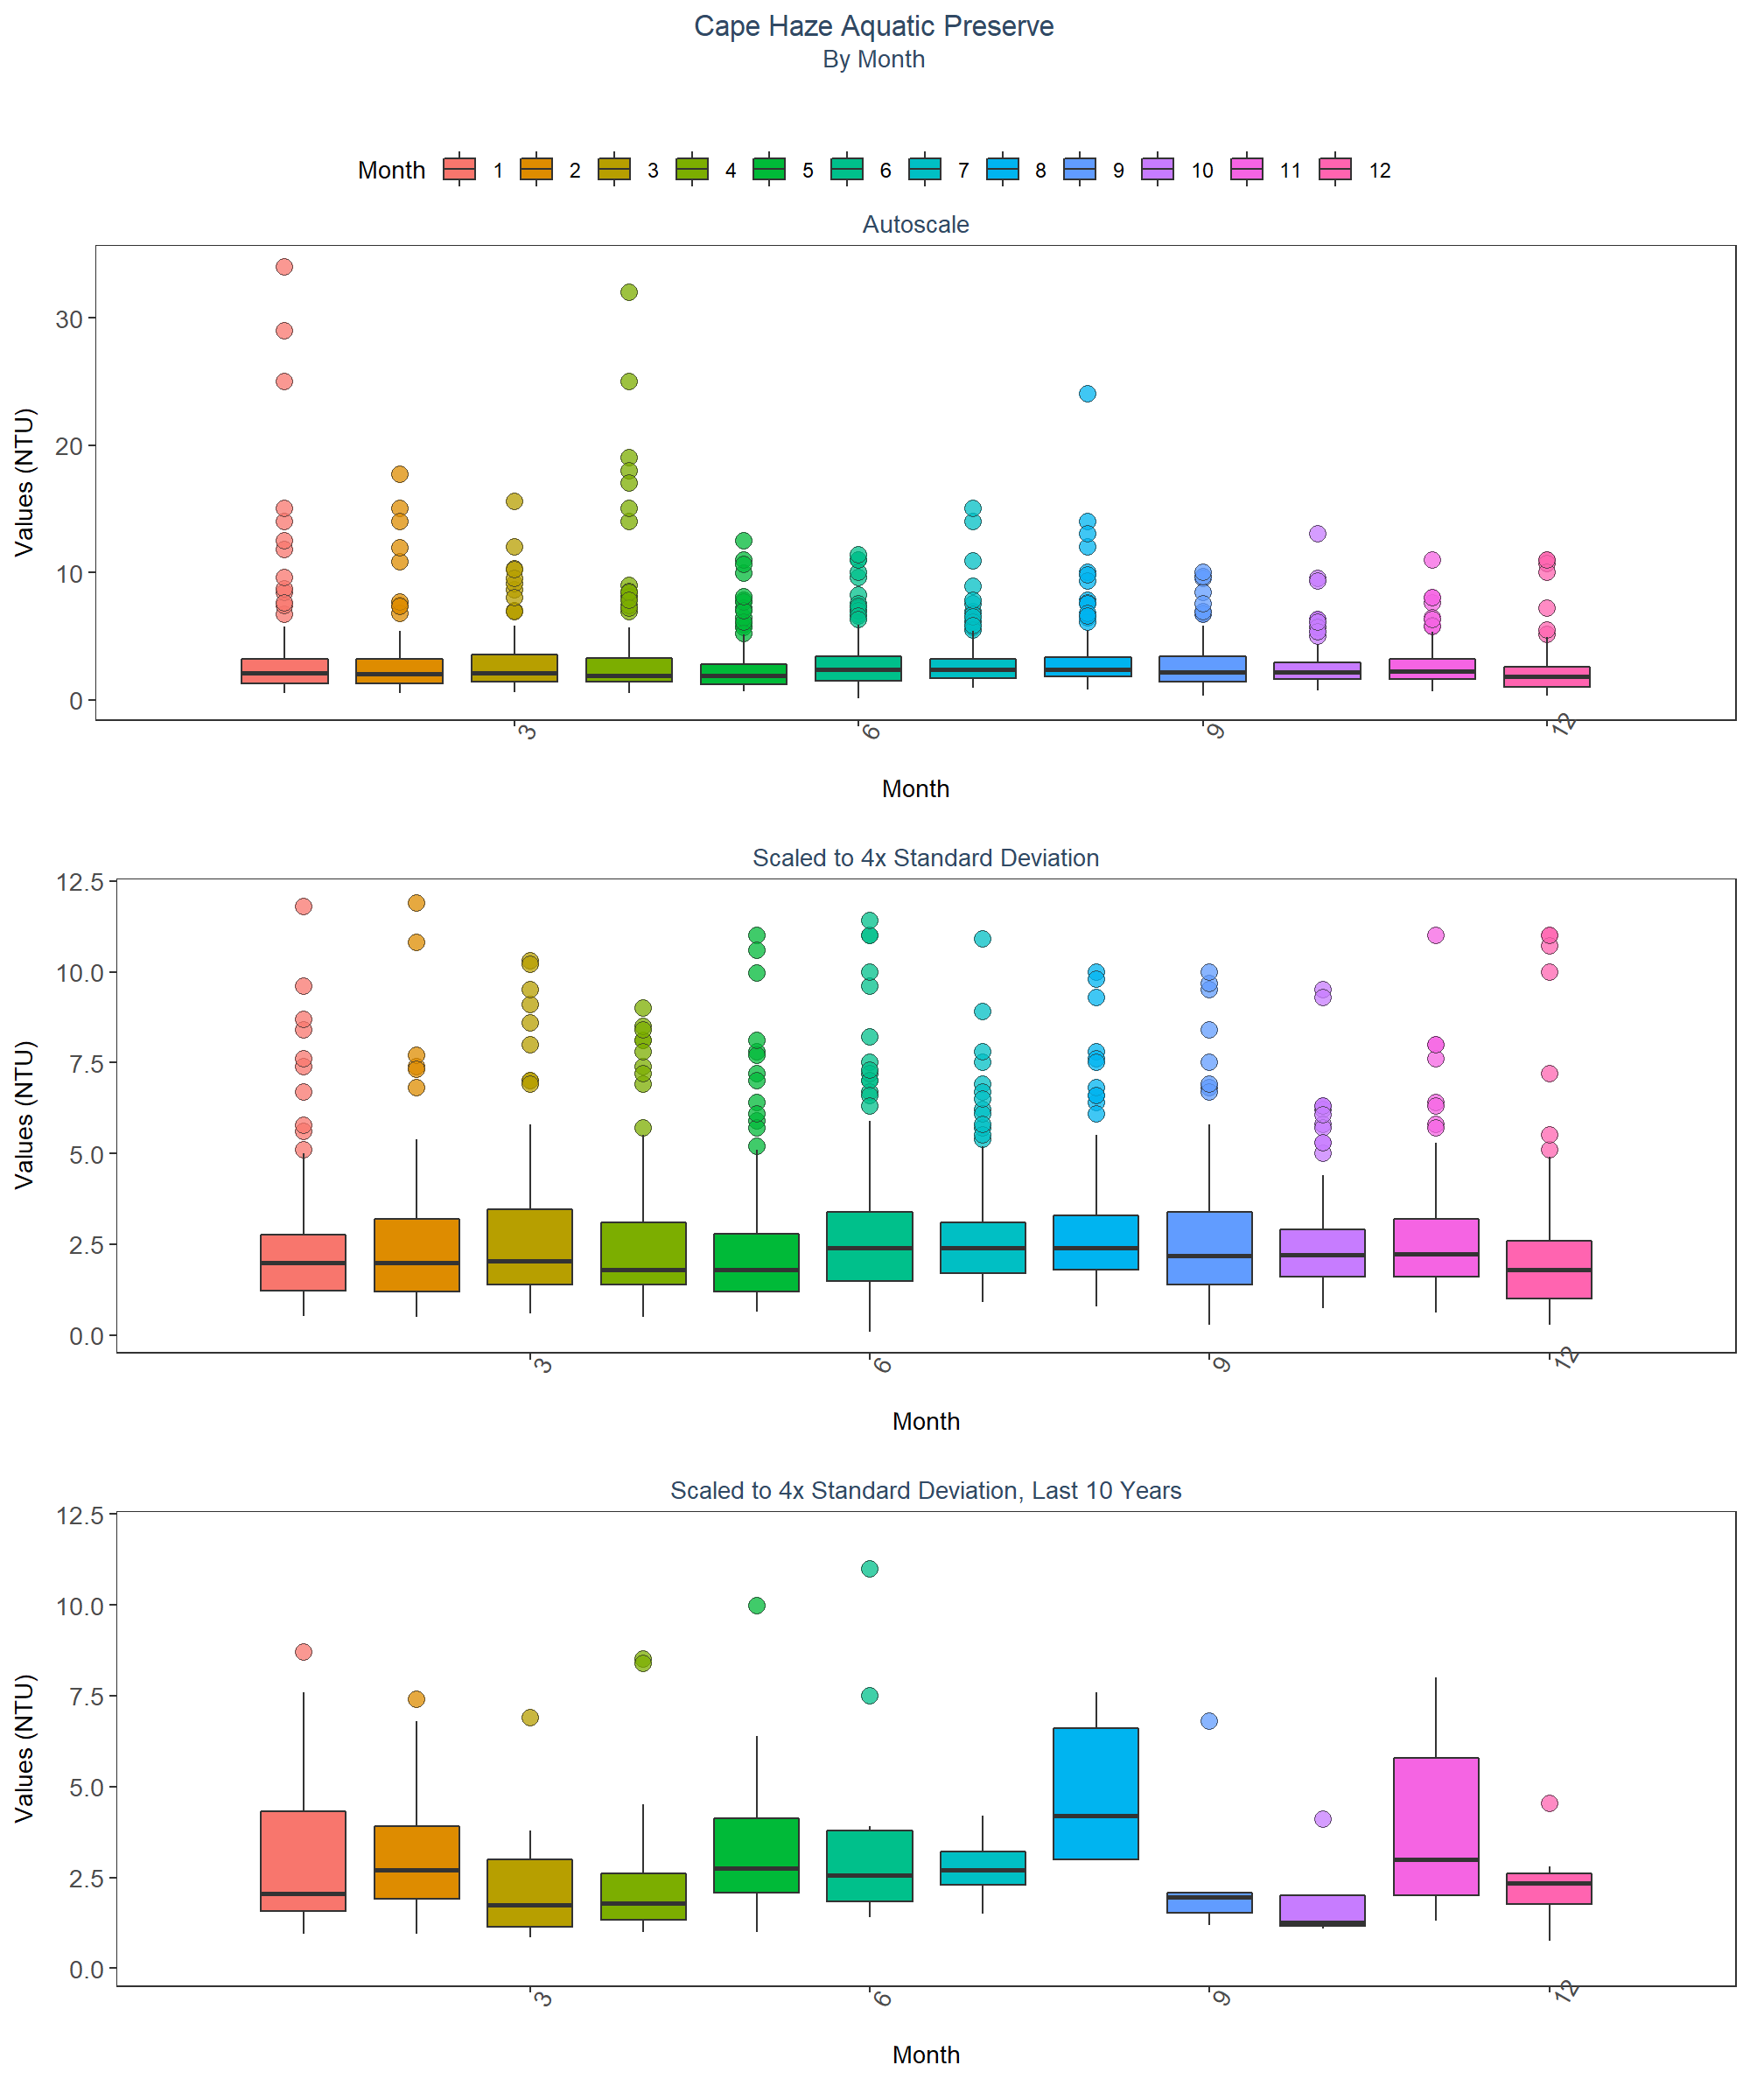 Cape Haze Aquatic Preserve
By Month
Month 1 2 3 4 5 6 7 8 9 10 11 12
Autoscale
Values (NTU)
30
20
10
0
3 6 9 12
Month
Scaled to 4x Standard Deviation
Values (NTU)
12.5
10.0
7.5
5.0
2.5
0.0
3 6 9 12
Month
Scaled to 4x Standard Deviation, Last 10 Years
Values (NTU)
12.5
10.0
7.5
5.0
2.5
0.0
3 6 9 12
Month